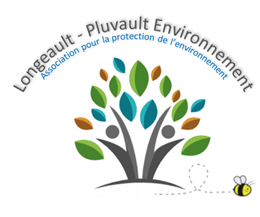 Longeault - Pluvault Environnement
Association pour la protection de l'environnement